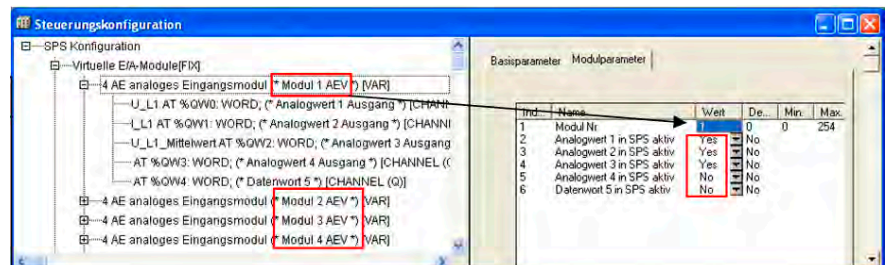 Steuerungskonfiguration
SPS Konfiguration
Virtuelle E/A-Module[FIX]
4 AE analoges Eingangsmodul (* Modul 1 AEV *) [VAR]
U_L1 AT %QW0: WORD; (* Analogwert 1 Ausgang *) [CHANNI
I_L1 AT %QW1: WORD; (* Analogwert 2 Ausgang *) [CHANNI
U_L1_Mittelwert AT %QW2: WORD; (* Analogwert 3 Ausgang
AT %QW3: WORD; (* Analogwert 4 Ausgang *) [CHANNEL (Q
AT %QW4: WORD; (* Datenwort 5 *) [CHANNEL (Q)]
4 AE analoges Eingangsmodul (* Modul 2 AEV *) [VAR]
4 AE analoges Eingangsmodul (* Modul 3 AEV *) [VAR]
4 AE analoges Eingangsmodul (* Modul 4 AEV *) [VAR]
Basisparameter Modulparameter
Ind... Name Wert De... Min. Max.
1 Modul Nr. 1 0 0 254
2 Analogwert 1 in SPS aktiv Yes No
3 Analogwert 2 in SPS aktiv Yes No
4 Analogwert 3 in SPS aktiv Yes No
5 Analogwert 4 in SPS aktiv No No
6 Datenwort 5 in SPS aktiv No No